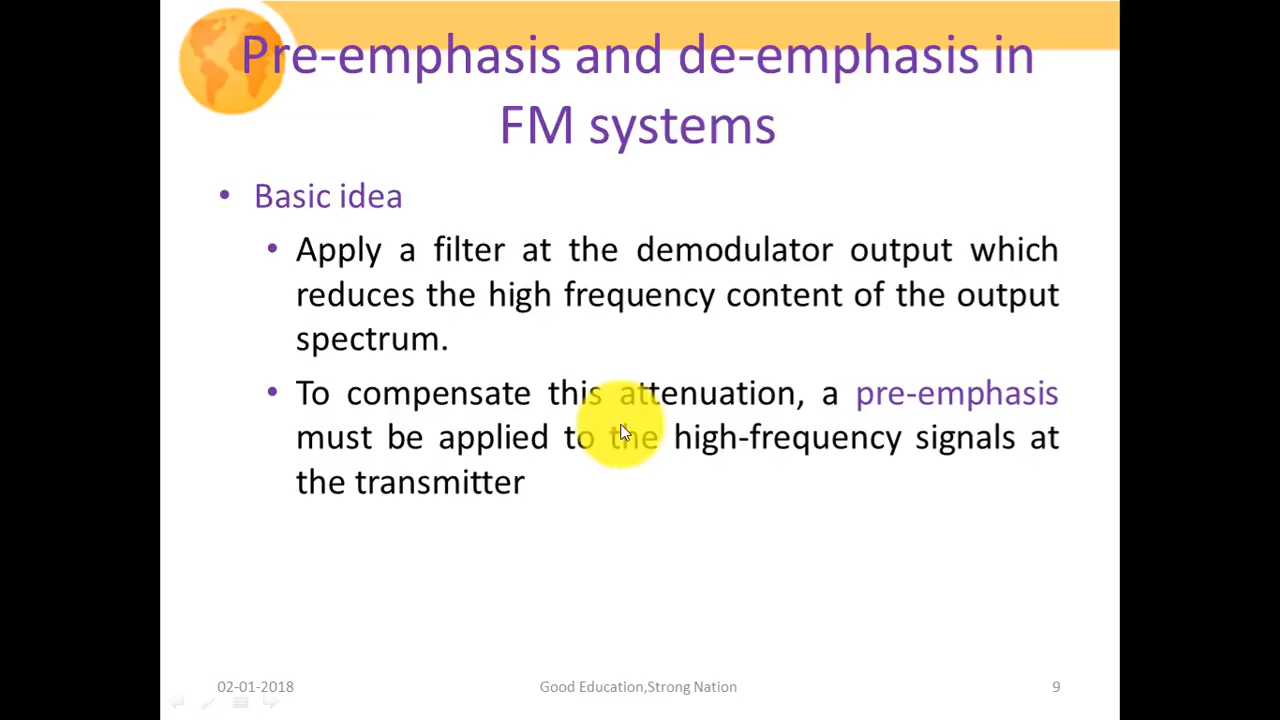 Pre-emphasis and de-emphasis in
FM systems
• Basic idea
• Apply a filter at the demodulator output which
reduces the high frequency content of the output
spectrum.
• To compensate this attenuation, a pre-emphasis
must be applied to the high-frequency signals at
the transmitter
02-01-2018 Good Education,Strong Nation 9